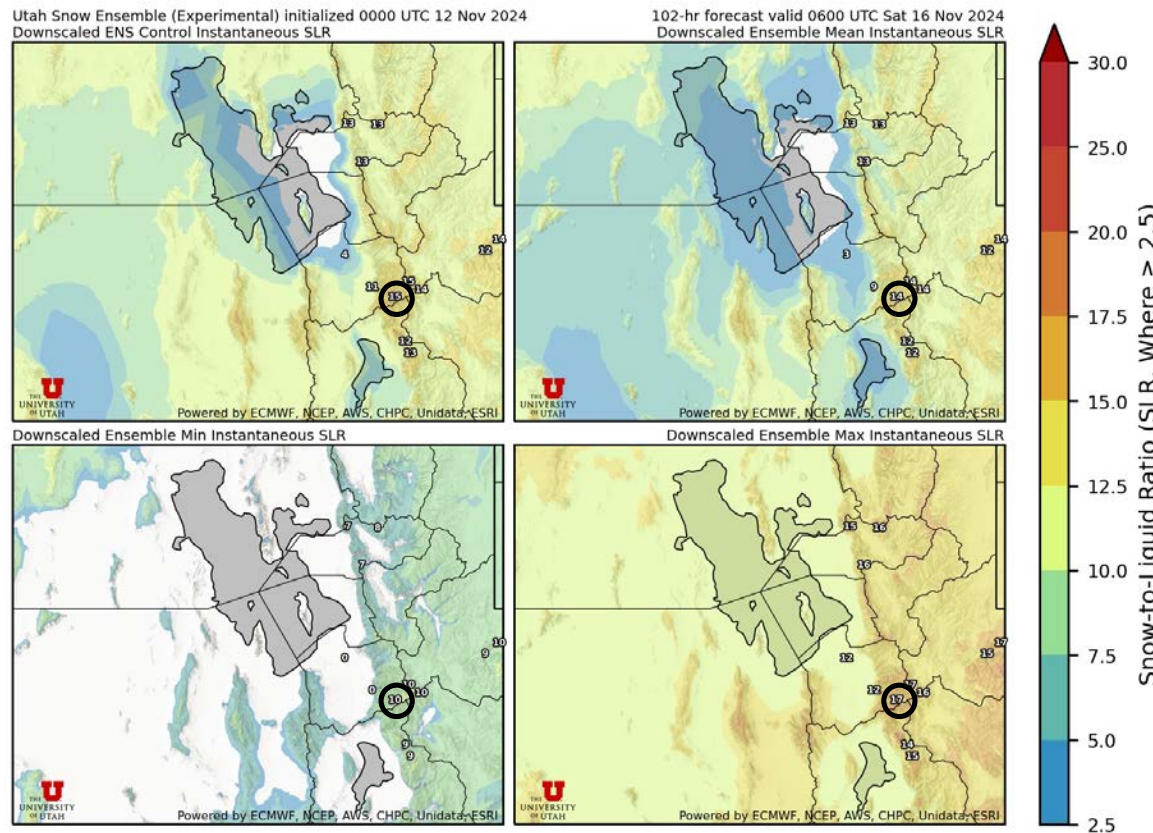 Utah Snow Ensemble (Experimental) initialized 0000 UTC 12 Nov 2024
102-hr forecast valid 0600 UTC Sat 16 Nov 2024
Downscaled ENS Control Instantaneous SLR
Downscaled Ensemble Mean Instantaneous SLR
13 13
13
14
12
4
15
11 14
15
12
13
U
THE
UNIVERSITY
OF UTAH
Powered by ECMWF, NCEP, AWS, CHPC, Unidata, ESRI
13 13
13
14
12
3
14
9 14
14
12
12
U
THE
UNIVERSITY
OF UTAH
Powered by ECMWF, NCEP, AWS, CHPC, Unidata, ESRI
Downscaled Ensemble Min Instantaneous SLR
Downscaled Ensemble Max Instantaneous SLR
7 8
7
10
9
0
10
0 10
10
9
9
U
THE
UNIVERSITY
OF UTAH
Powered by ECMWF, NCEP, AWS, CHPC, Unidata, ESRI
15 16
16
17
15
12
17
12 16
17
14
15
U
THE
UNIVERSITY
OF UTAH
Powered by ECMWF, NCEP, AWS, CHPC, Unidata, ESRI
30.0
25.0
20.0
17.5
15.0
12.5
10.0
7.5
5.0
2.5
Snow-to-Liquid Ratio (SLR, Where > 2.5)